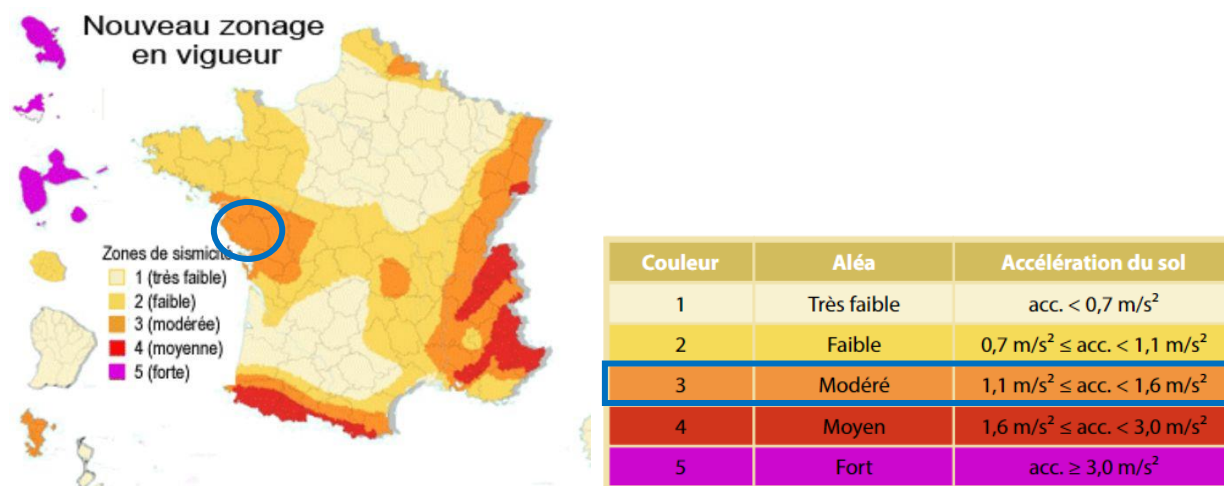 Nouveau zonage
en vigueur
Zones de sismicité
1 (très faible)
2 (faible)
3 (modérée)
4 (moyenne)
5 (forte)
Couleur Aléa Accélération du sol
1 Très faible acc. < 0,7 m/s²
2 Faible 0,7 m/s² ≤ acc. < 1,1 m/s²
3 Modéré 1,1 m/s² ≤ acc. < 1,6 m/s²
4 Moyen 1,6 m/s² ≤ acc. < 3,0 m/s²
5 Fort acc. ≥ 3,0 m/s²